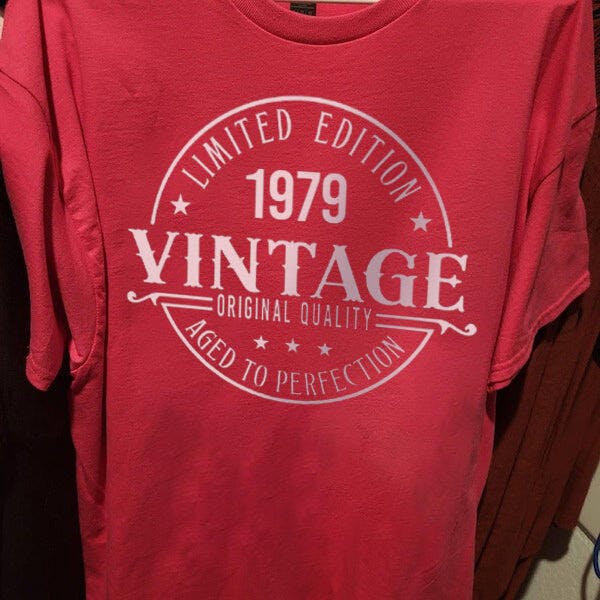 LIMITED EDITION
1979
VINTAGE
ORIGINAL QUALITY
AGED TO PERFECTION